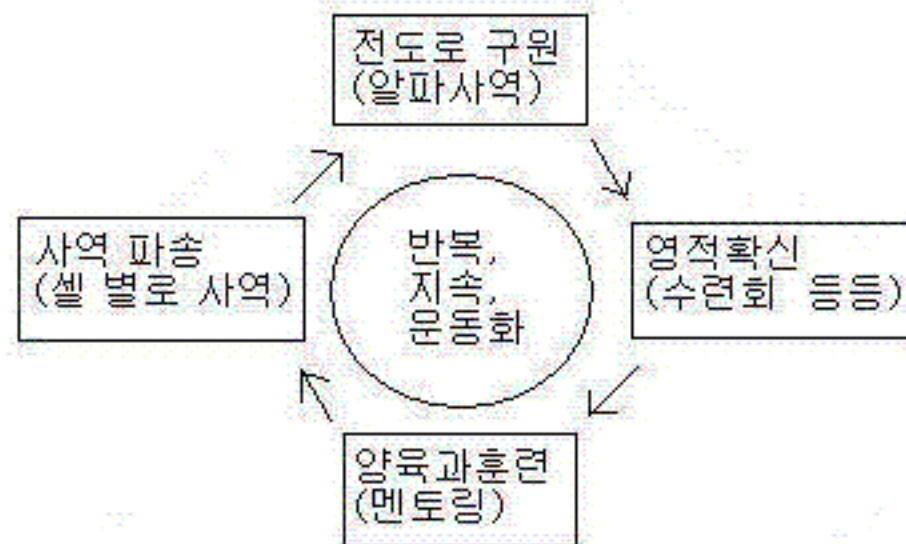 전도로 구원
(알파사역)
영적확신
(수련회 등등)
양육과훈련
(멘토링)
사역 파송
(셀 별로 사역)
반복,
지속,
운동화